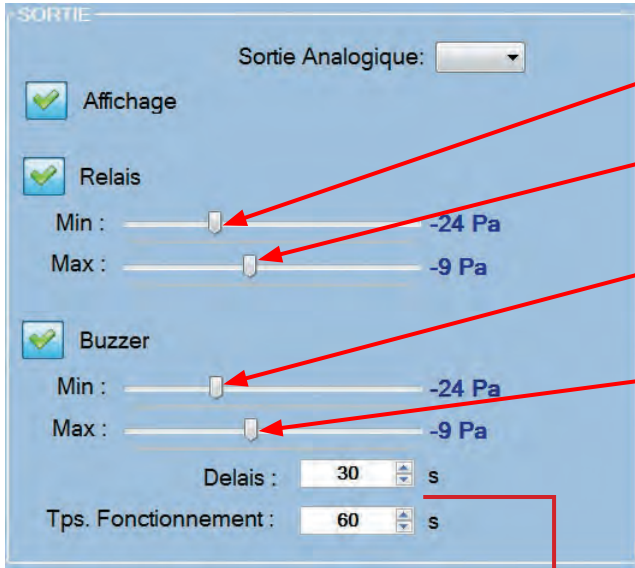 SORTIE
Sortie Analogique:
Affichage
Relais
Min : -24 Pa
Max : -9 Pa
Buzzer
Min : -24 Pa
Max : -9 Pa
Delais : 30 s
Tps. Fonctionnement : 60 s